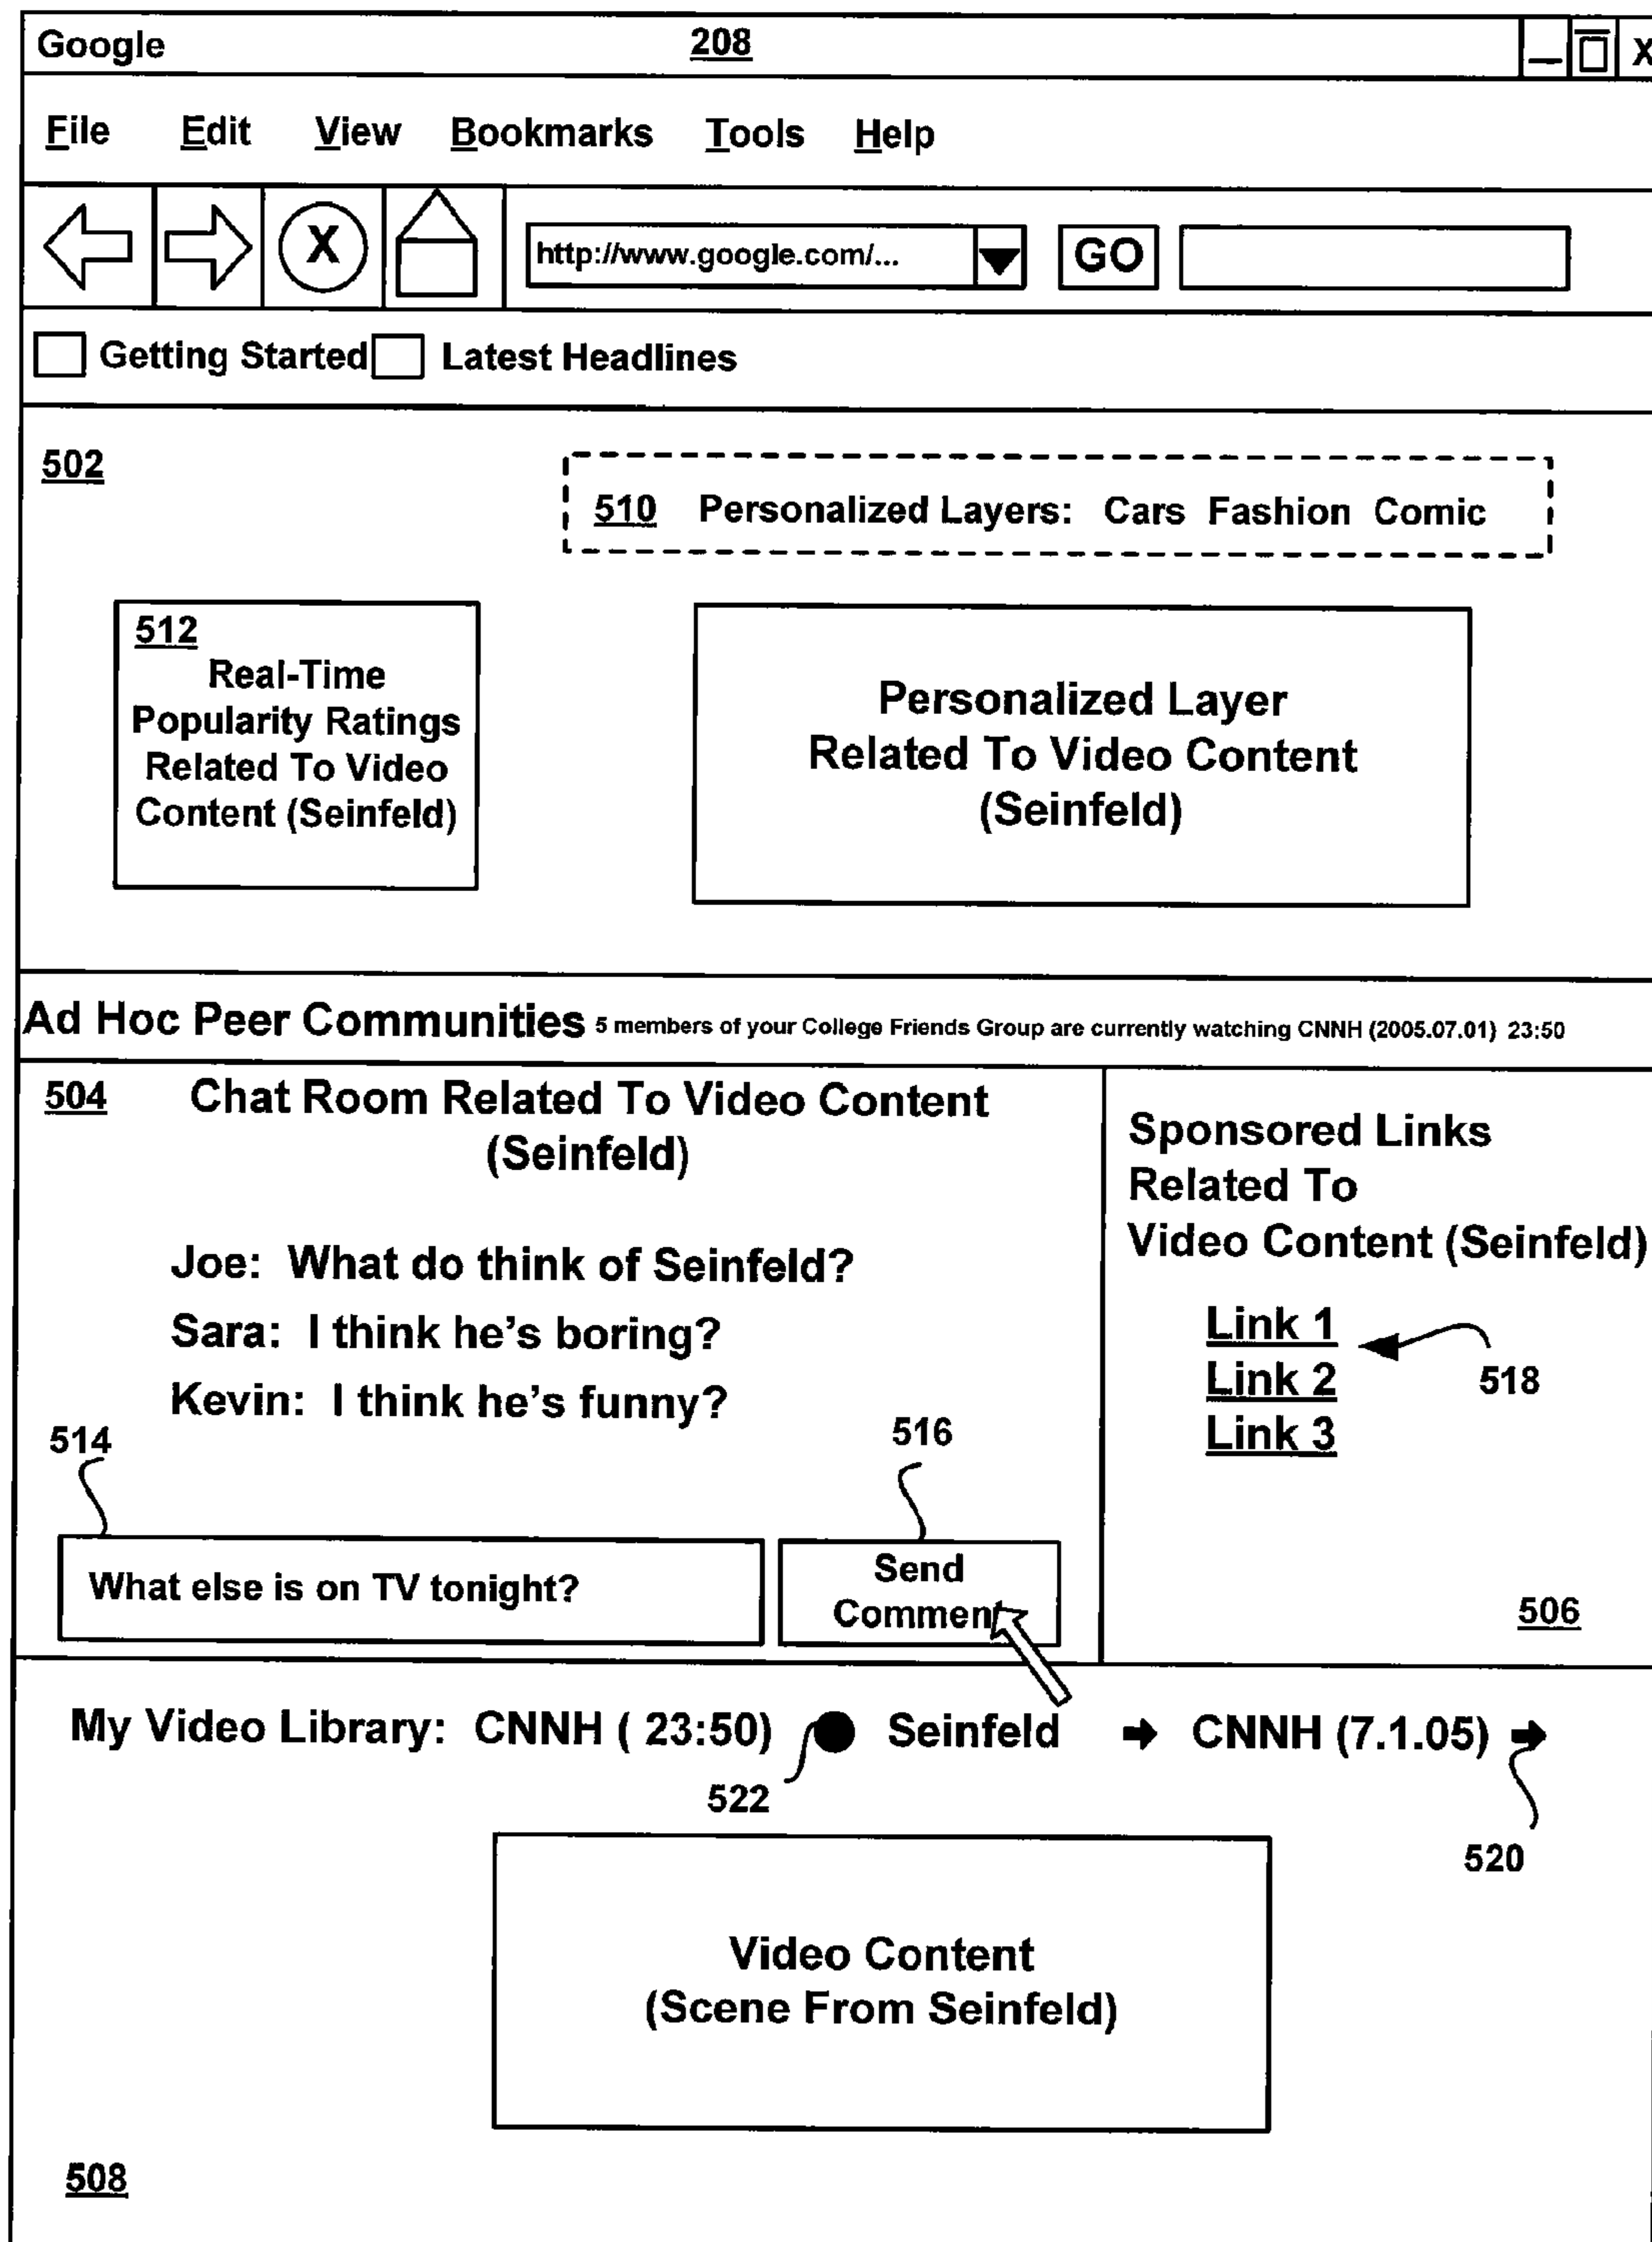 Google 208 X
File Edit View Bookmarks Tools Help
X http://www.google.com/... GO
Getting Started Latest Headlines
502
510 Personalized Layers: Cars Fashion Comic
512
Real-Time
Popularity Ratings
Related To Video
Content (Seinfeld)
Personalized Layer
Related To Video Content
(Seinfeld)
Ad Hoc Peer Communities 5 members of your College Friends Group are currently watching CNNH (2005.07.01) 23:50
504 Chat Room Related To Video Content
(Seinfeld)
Joe: What do think of Seinfeld?
Sara: I think he's boring?
Kevin: I think he's funny?
514
516
What else is on TV tonight?
Send
Comment
Sponsored Links
Related To
Video Content (Seinfeld)
Link 1
Link 2
Link 3
518
506
My Video Library: CNNH ( 23:50) Seinfeld CNNH (7.1.05)
522
520
Video Content
(Scene From Seinfeld)
508